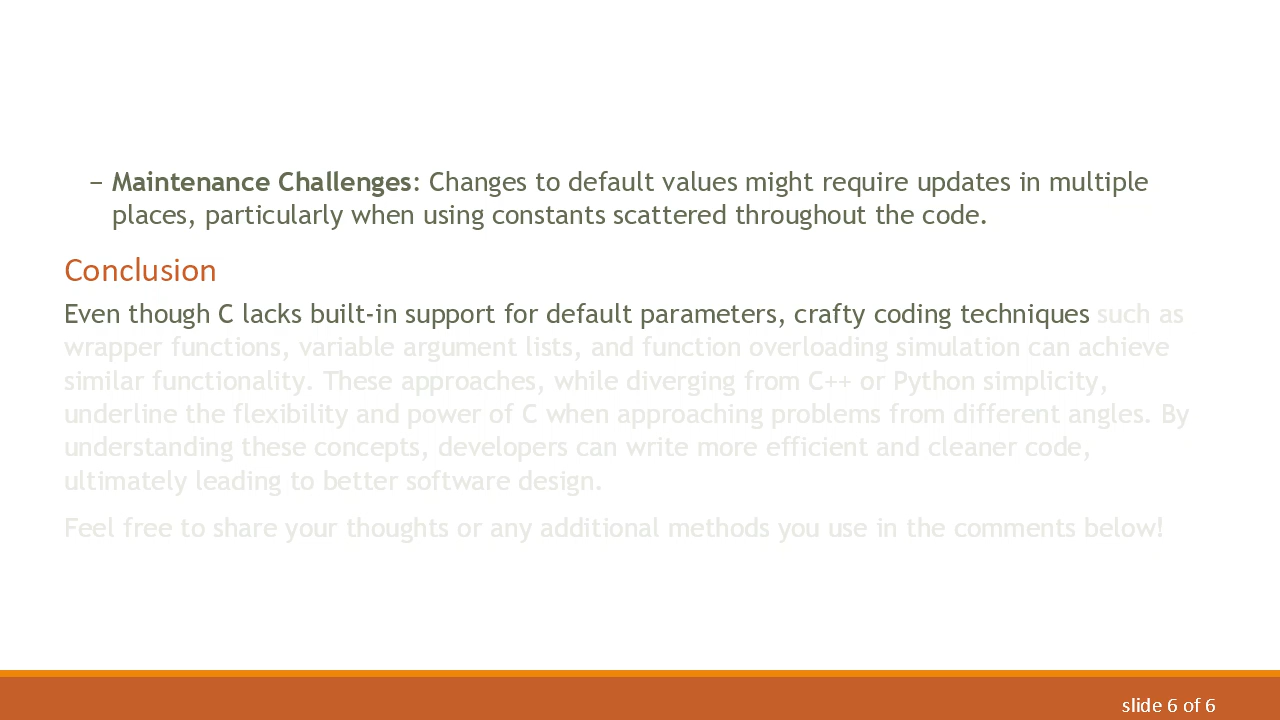 – Maintenance Challenges: Changes to default values might require updates in multiple
places, particularly when using constants scattered throughout the code.
Conclusion
Even though C lacks built-in support for default parameters, crafty coding techniques such as
wrapper functions, variable argument lists, and function overloading simulation can achieve
similar functionality. These approaches, while diverging from C++ or Python simplicity,
underline the flexibility and power of C when approaching problems from different angles. By
understanding these concepts, developers can write more efficient and cleaner code,
ultimately leading to better software design.
Feel free to share your thoughts or any additional methods you use in the comments below!
slide 6 of 6